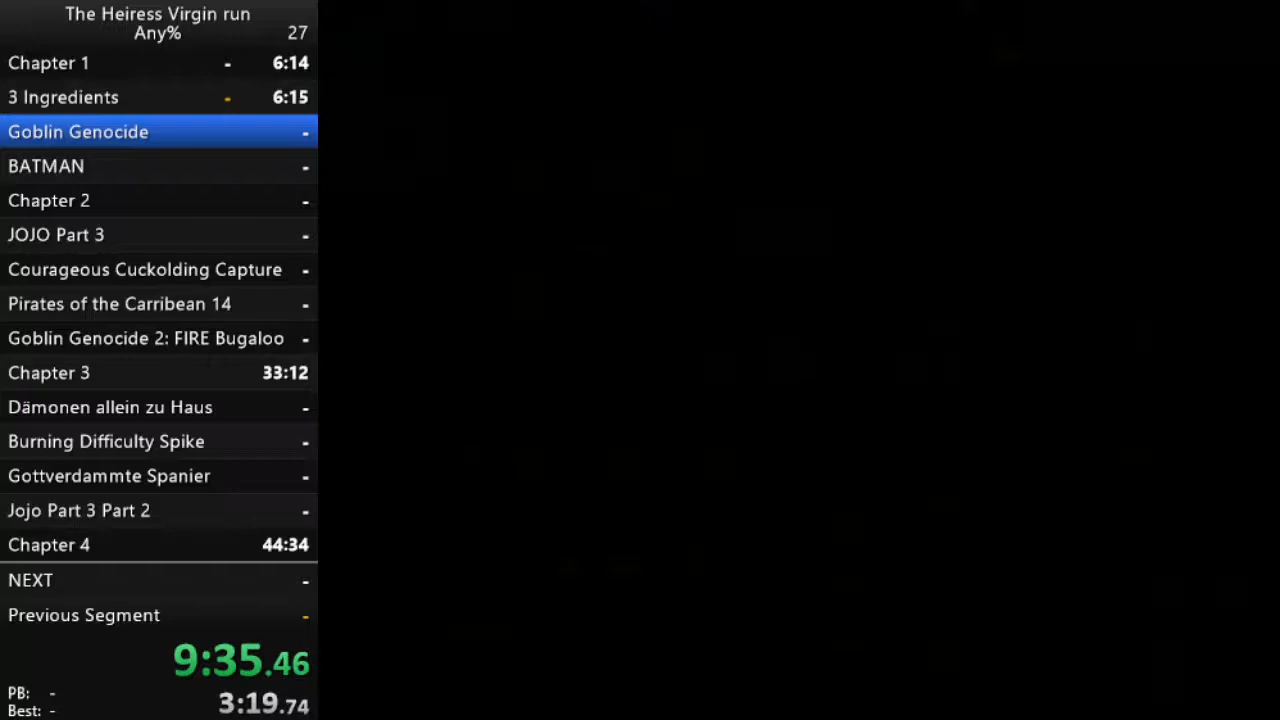 The Heiress Virgin run
Any% 27
Chapter 1 - 6:14
3 Ingredients - 6:15
Goblin Genocide -
BATMAN -
Chapter 2 -
JOJO Part 3 -
Courageous Cuckolding Capture -
Pirates of the Carribean 14 -
Goblin Genocide 2: FIRE Bugaloo -
Chapter 3 33:12
Dämonen allein zu Haus -
Burning Difficulty Spike -
Gottverdammte Spanier -
Jojo Part 3 Part 2 -
Chapter 4 44:34
NEXT -
Previous Segment -
9:35.46
PB: - 3:19.74
Best: -